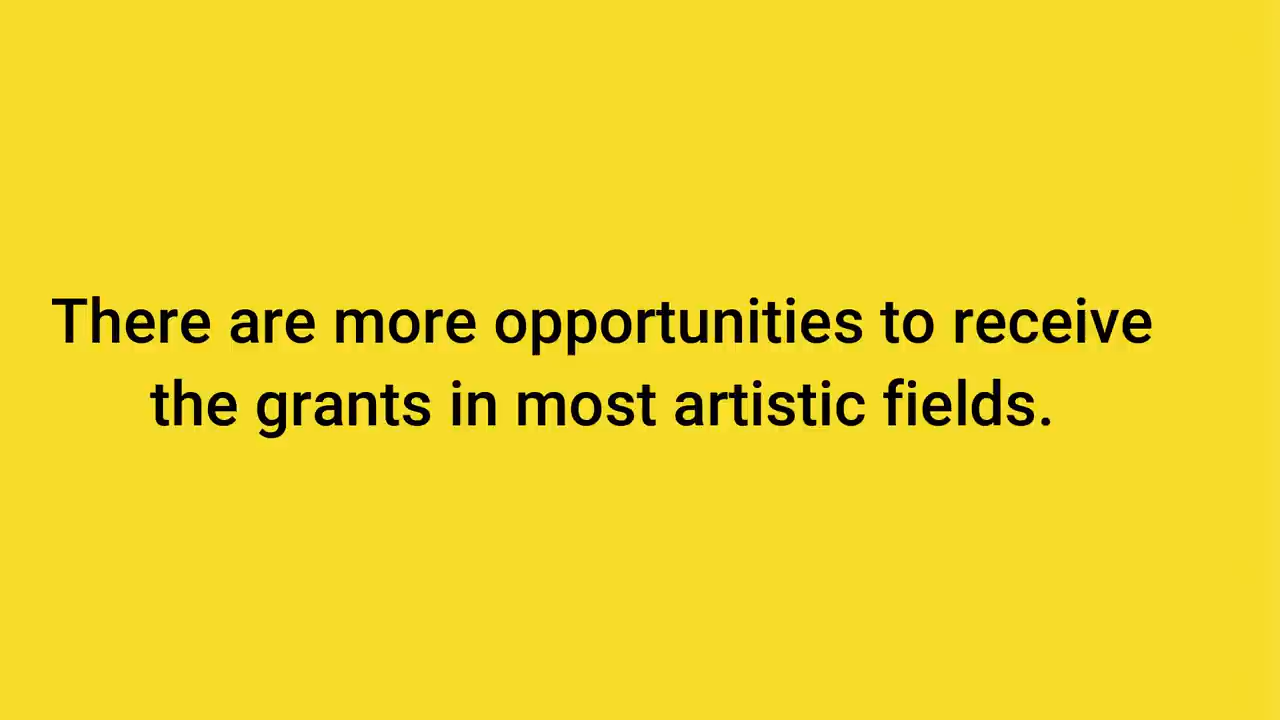 There are more opportunities to receive
the grants in most artistic fields.